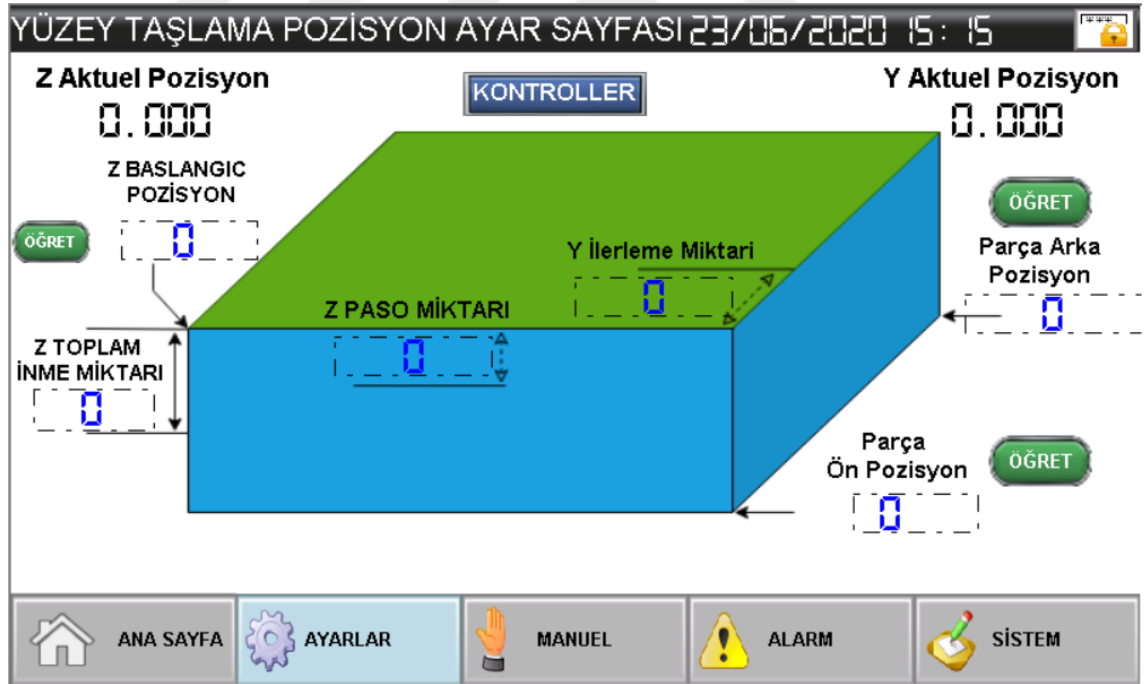 YÜZEY TAŞLAMA POZİSYON AYAR SAYFASI 23/06/2020 15:15
***
Z Aktuel Pozisyon
0.000
KONTROLLER
Y Aktuel Pozisyon
0.000
Z BASLANGIC
POZİSYON
ÖĞRET
0
ÖĞRET
Parça Arka
Pozisyon
0
Y İlerleme Miktari
0
Z PASO MİKTARI
0
Z TOPLAM
İNME MİKTARI
0
Parça
Ön Pozisyon
0
ÖĞRET
ANA SAYFA
AYARLAR
MANUEL
ALARM
SİSTEM